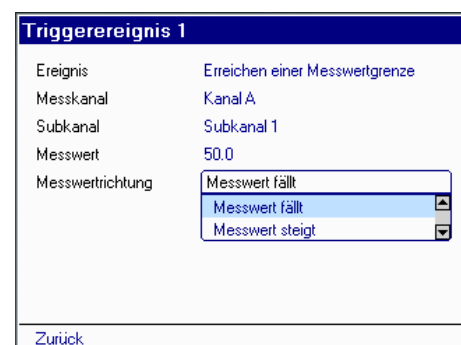 Triggerereignis 1
Ereignis Erreichen einer Messwertgrenze
Messkanal Kanal A
Subkanal Subkanal 1
Messwert 50.0
Messwertrichtung Messwert fällt
Messwert fällt
Messwert steigt
Zurück